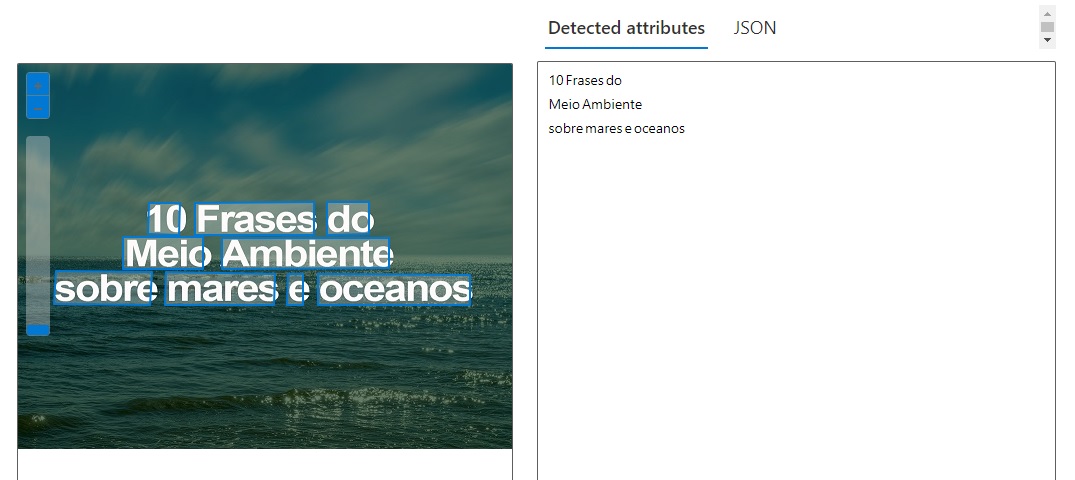 Detected attributes JSON
10 Frases do
Meio Ambiente
sobre mares e oceanos
10 Frases do
Meio Ambiente
sobre mares e oceanos